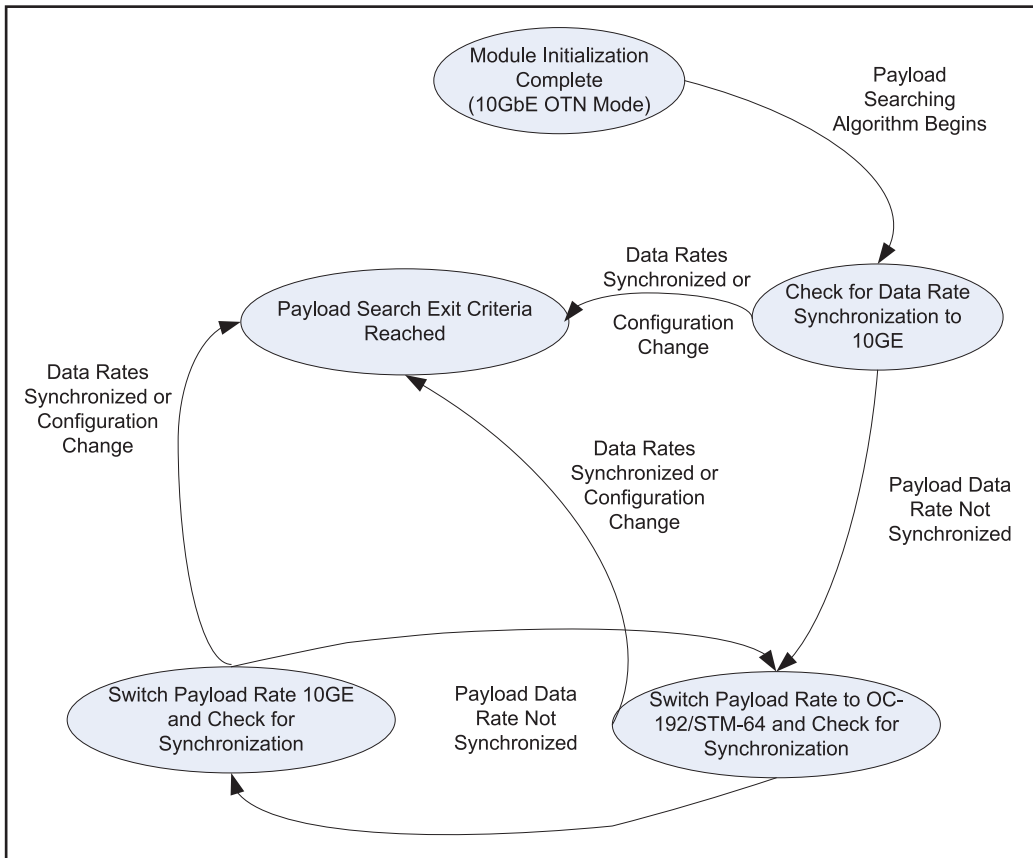 Module Initialization
Complete
(10GbE OTN Mode)
Payload
Searching
Algorithm Begins
Data Rates
Synchronized or
Configuration
Change
Check for Data Rate
Synchronization to
10GE
Payload Search Exit Criteria
Reached
Data Rates
Synchronized or
Configuration
Change
Data Rates
Synchronized or
Configuration
Change
Payload Data
Rate Not
Synchronized
Switch Payload Rate 10GE
and Check for
Synchronization
Payload Data
Rate Not
Synchronized
Switch Payload Rate to OC-
192/STM-64 and Check for
Synchronization